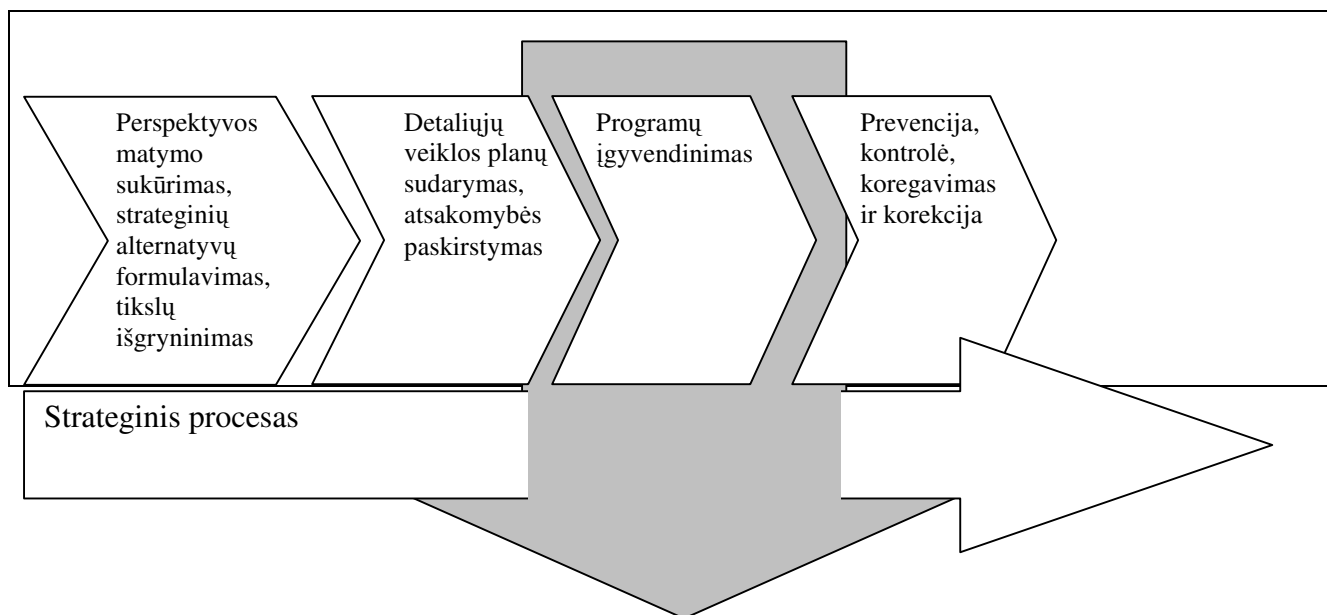 Perspektyvos
matymo
sukūrimas,
strateginių
alternatyvų
formulavimas,
tikslų
išgryninimas
Detaliųjų
veiklos planų
sudarymas,
atsakomybės
paskirstymas
Programų
įgyvendinimas
Prevencija,
kontrolė,
koregavimas
ir korekcija
Strateginis procesas